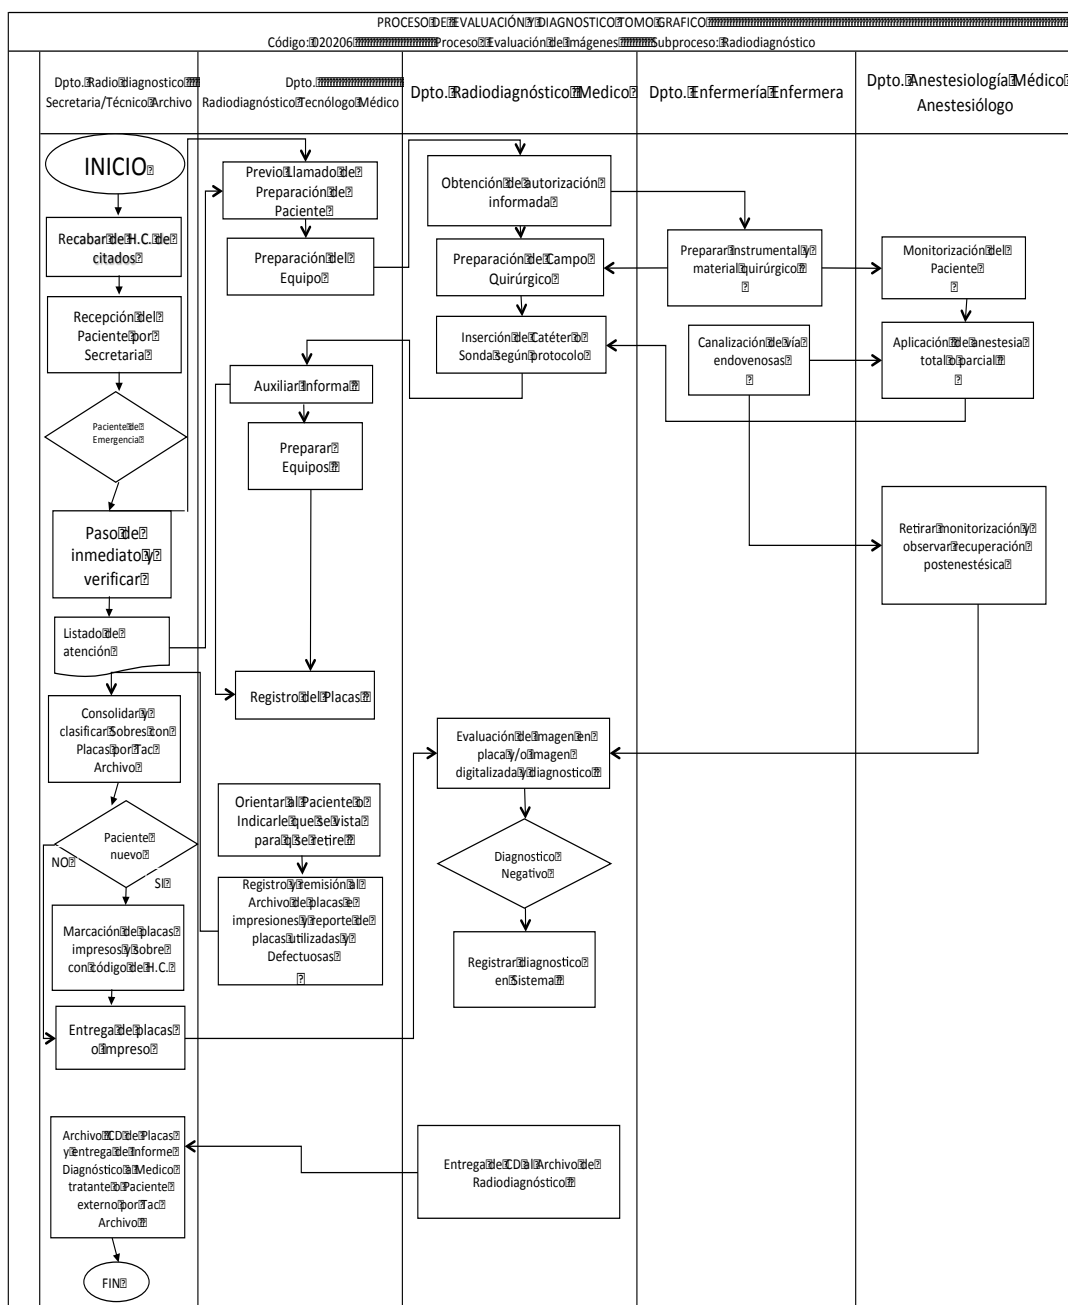 PROCESO DE EVALUACIÓN Y DIAGNOSTICO TOMO GRAFICO
Código: 020206 Proceso Evaluación de Imágenes Subproceso: Radiodiagnóstico
Dpto. Radio diagnostico
Secretaria/Técnico Archivo
Dpto.
Radiodiagnóstico Tecnólogo Médico
Dpto. Radiodiagnóstico Medico
Dpto. Enfermería Enfermera
Dpto. Anestesiología Médico
Anestesiólogo
INICIO
Recabar de H.C. de
citados
Recepción del
Paciente por
Secretaria
Paciente de
Emergencia
Paso de
inmediato y
verificar
Listado de
atención
Consolidar y
clasificar Sobres con
Placas por Tac
Archivo
Paciente
nuevo
NO
SI
Marcación de placas
impresos y sobre
con código de H.C.
Entrega de placas
o impreso
Archivo CD de Placas
y entrega de Informe
Diagnóstico a Medico
tratante o Paciente
externo por Tac
Archivo
FIN
Previo Llamado de
Preparación de
Paciente
Preparación del
Equipo
Auxiliar Informa
Preparar
Equipos
Registro del Placas
Orientar al Paciente o
Indicarle que se vista
para q se retire
Registro y remisión al
Archivo de placas e
impresiones y reporte de
placas utilizadas y
Defectuosas
Obtención de autorización
informada
Preparación de Campo
Quirúrgico
Inserción de Catéter o
Sonda según protocolo
Evaluación de imagen en
placa y/o imagen
digitalizada y diagnostico
Diagnostico
Negativo
Registrar diagnostico
en Sistema
Entrega de CD al Archivo de
Radiodiagnóstico
Preparar instrumental y
material quirúrgico
Canalización de vía
endovenosas
Monitorización del
Paciente
Aplicación de anestesia
total o parcial
Retirar monitorización y
observar recuperación
postenestésica